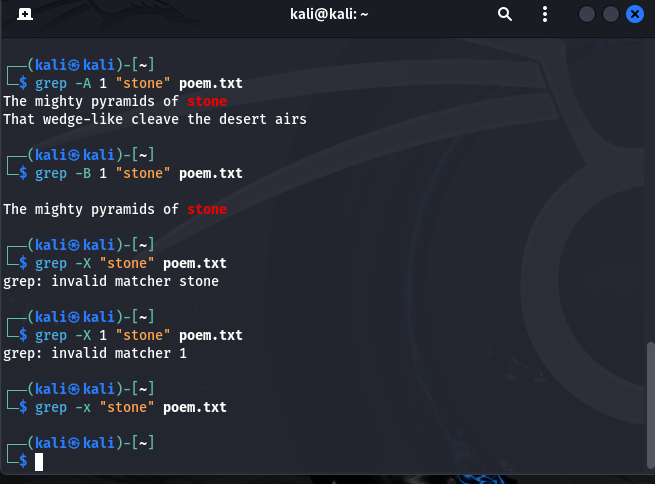 kali@kali: ~
┌──(kali㉿kali)-[~]
└─$ grep -A 1 "stone" poem.txt
The mighty pyramids of stone
That wedge-like cleave the desert airs
┌──(kali㉿kali)-[~]
└─$ grep -B 1 "stone" poem.txt
The mighty pyramids of stone
┌──(kali㉿kali)-[~]
└─$ grep -X "stone" poem.txt
grep: invalid matcher stone
┌──(kali㉿kali)-[~]
└─$ grep -X 1 "stone" poem.txt
grep: invalid matcher 1
┌──(kali㉿kali)-[~]
└─$ grep -x "stone" poem.txt
┌──(kali㉿kali)-[~]
└─$